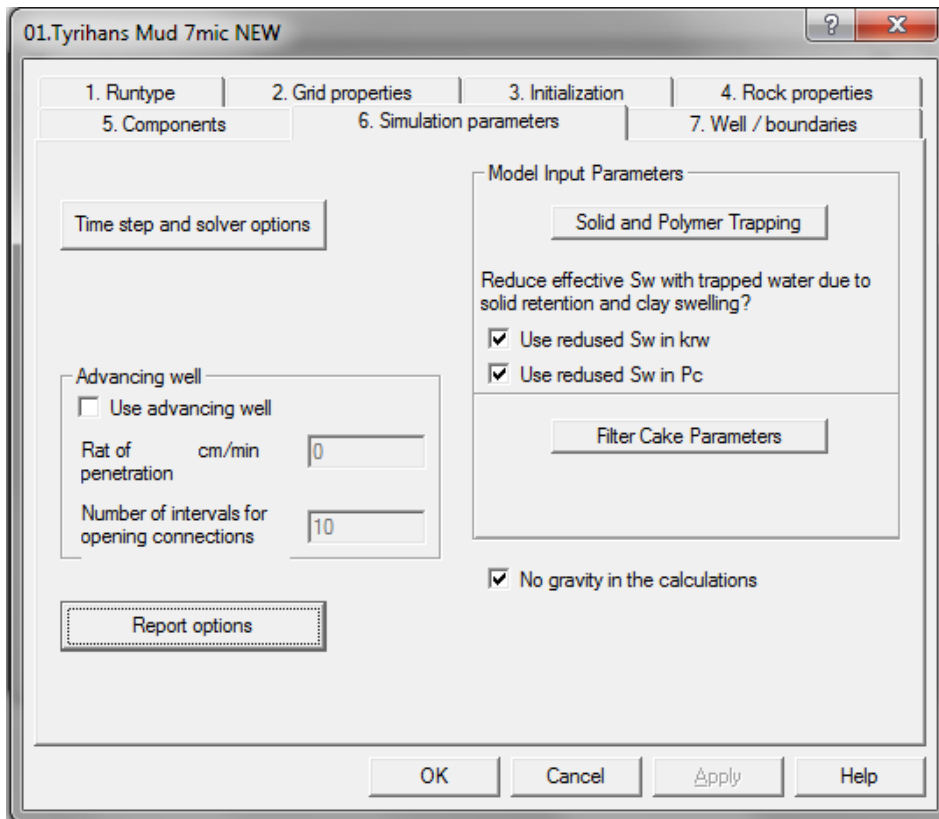 01.Tyrihans Mud 7mic NEW
1. Runtype
2. Grid properties
3. Initialization
4. Rock properties
5. Components
6. Simulation parameters
7. Well / boundaries
Time step and solver options
Advancing well
Use advancing well
Rat of cm/min
penetration
0
Number of intervals for
opening connections
10
Report options
Model Input Parameters
Solid and Polymer Trapping
Reduce effective Sw with trapped water due to
solid retention and clay swelling?
Use redused Sw in krw
Use redused Sw in Pc
Filter Cake Parameters
No gravity in the calculations
OK
Cancel
Apply
Help